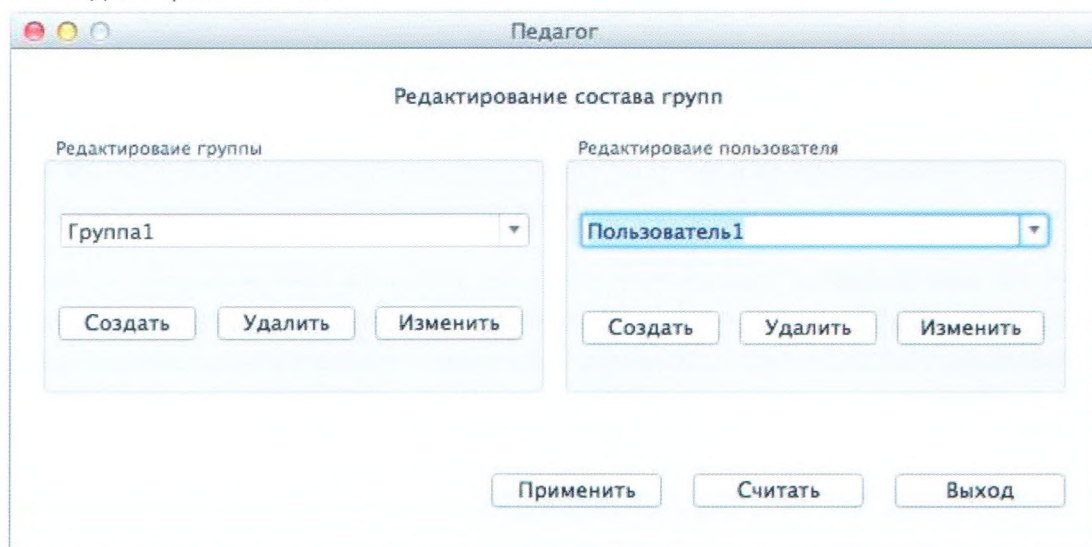 Педагог
Редактирование состава групп
Редактироваие группы
Редактироваие пользователя
Группа1
Пользователь1
Создать Удалить Изменить
Создать Удалить Изменить
Применить Считать Выход